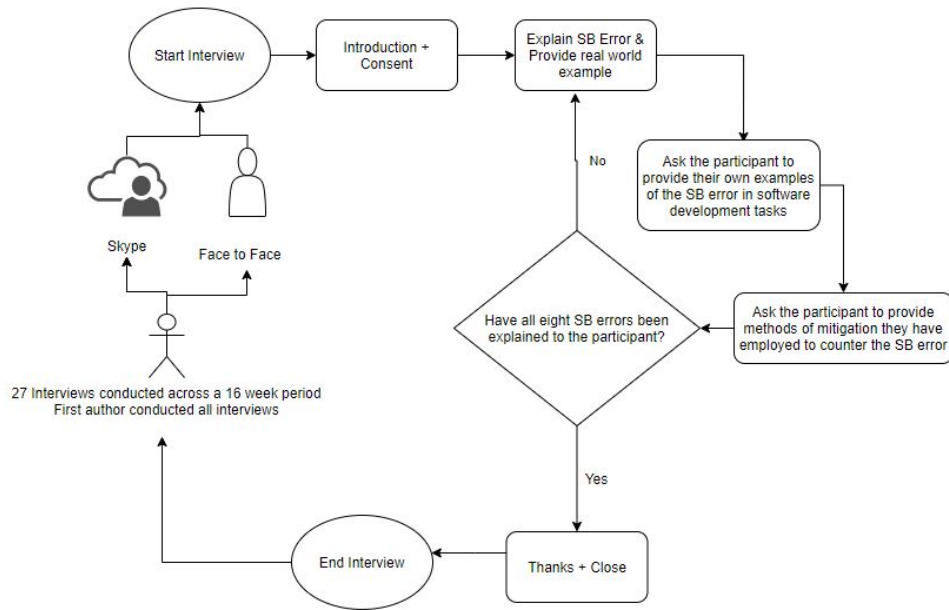 Start Interview
Introduction +
Consent
Explain SB Error &
Provide real world
example
Ask the participant to
provide their own examples
of the SB error in software
development tasks
Ask the participant to provide
methods of mitigation they have
employed to counter the SB error
Have all eight SB errors been
explained to the participant?
No
Yes
Thanks + Close
End Interview
27 Interviews conducted across a 16 week period
First author conducted all interviews
Skype
Face to Face